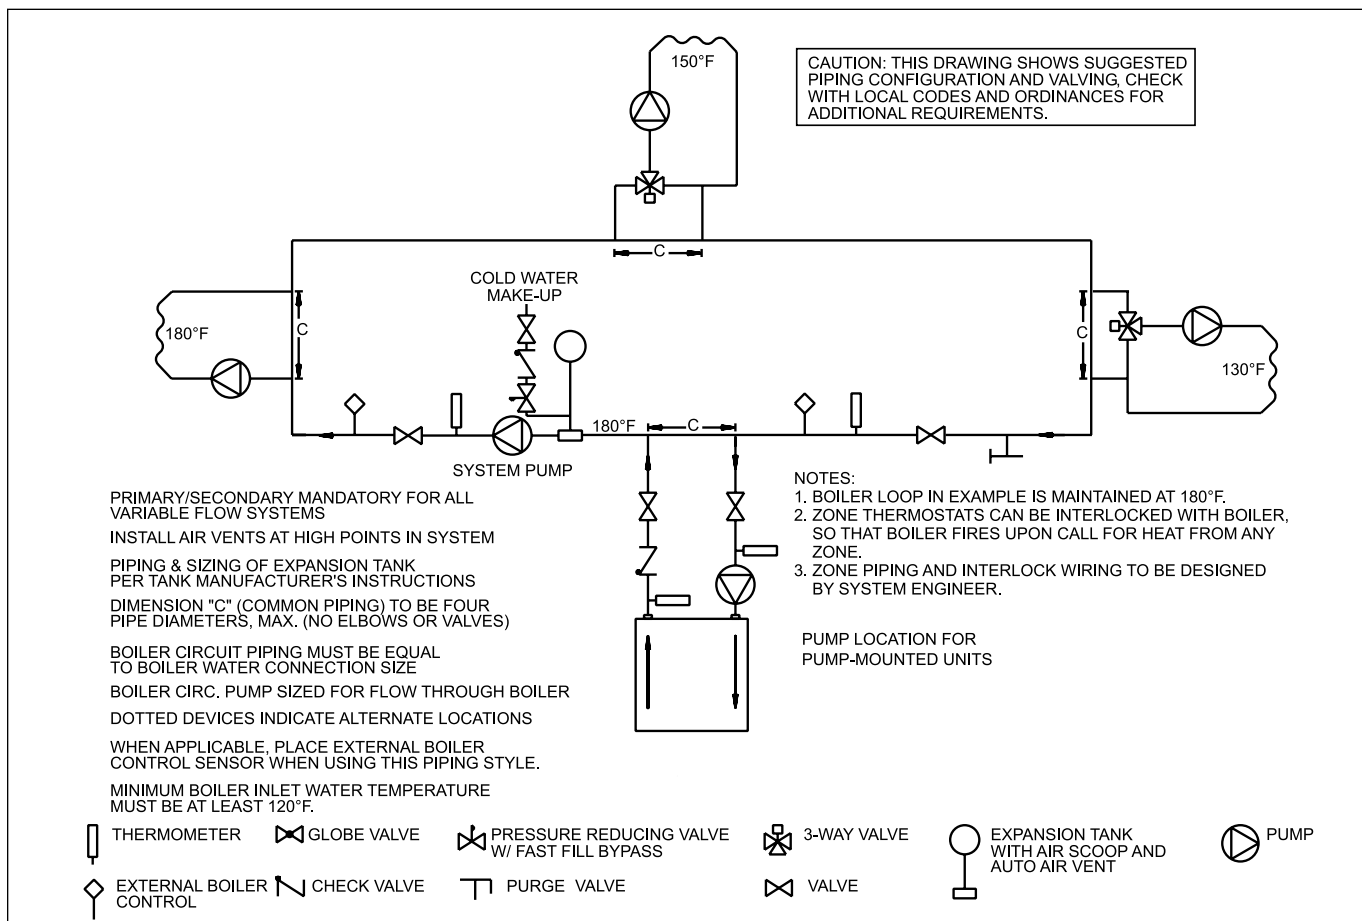 150°F
CAUTION: THIS DRAWING SHOWS SUGGESTED
PIPING CONFIGURATION AND VALVING, CHECK
WITH LOCAL CODES AND ORDINANCES FOR
ADDITIONAL REQUIREMENTS.
C
COLD WATER
MAKE-UP
180°F
C
C
130°F
180°F
C
SYSTEM PUMP
PRIMARY/SECONDARY MANDATORY FOR ALL
VARIABLE FLOW SYSTEMS
INSTALL AIR VENTS AT HIGH POINTS IN SYSTEM
PIPING & SIZING OF EXPANSION TANK
PER TANK MANUFACTURER'S INSTRUCTIONS
DIMENSION "C" (COMMON PIPING) TO BE FOUR
PIPE DIAMETERS, MAX. (NO ELBOWS OR VALVES)
BOILER CIRCUIT PIPING MUST BE EQUAL
TO BOILER WATER CONNECTION SIZE
BOILER CIRC. PUMP SIZED FOR FLOW THROUGH BOILER
DOTTED DEVICES INDICATE ALTERNATE LOCATIONS
WHEN APPLICABLE, PLACE EXTERNAL BOILER
CONTROL SENSOR WHEN USING THIS PIPING STYLE.
MINIMUM BOILER INLET WATER TEMPERATURE
MUST BE AT LEAST 120°F.
NOTES:
1. BOILER LOOP IN EXAMPLE IS MAINTAINED AT 180°F.
2. ZONE THERMOSTATS CAN BE INTERLOCKED WITH BOILER,
SO THAT BOILER FIRES UPON CALL FOR HEAT FROM ANY
ZONE.
3. ZONE PIPING AND INTERLOCK WIRING TO BE DESIGNED
BY SYSTEM ENGINEER.
PUMP LOCATION FOR
PUMP-MOUNTED UNITS
THERMOMETER
GLOBE VALVE
PRESSURE REDUCING VALVE
W/ FAST FILL BYPASS
3-WAY VALVE
EXPANSION TANK
WITH AIR SCOOP AND
AUTO AIR VENT
PUMP
EXTERNAL BOILER
CONTROL
CHECK VALVE
PURGE VALVE
VALVE